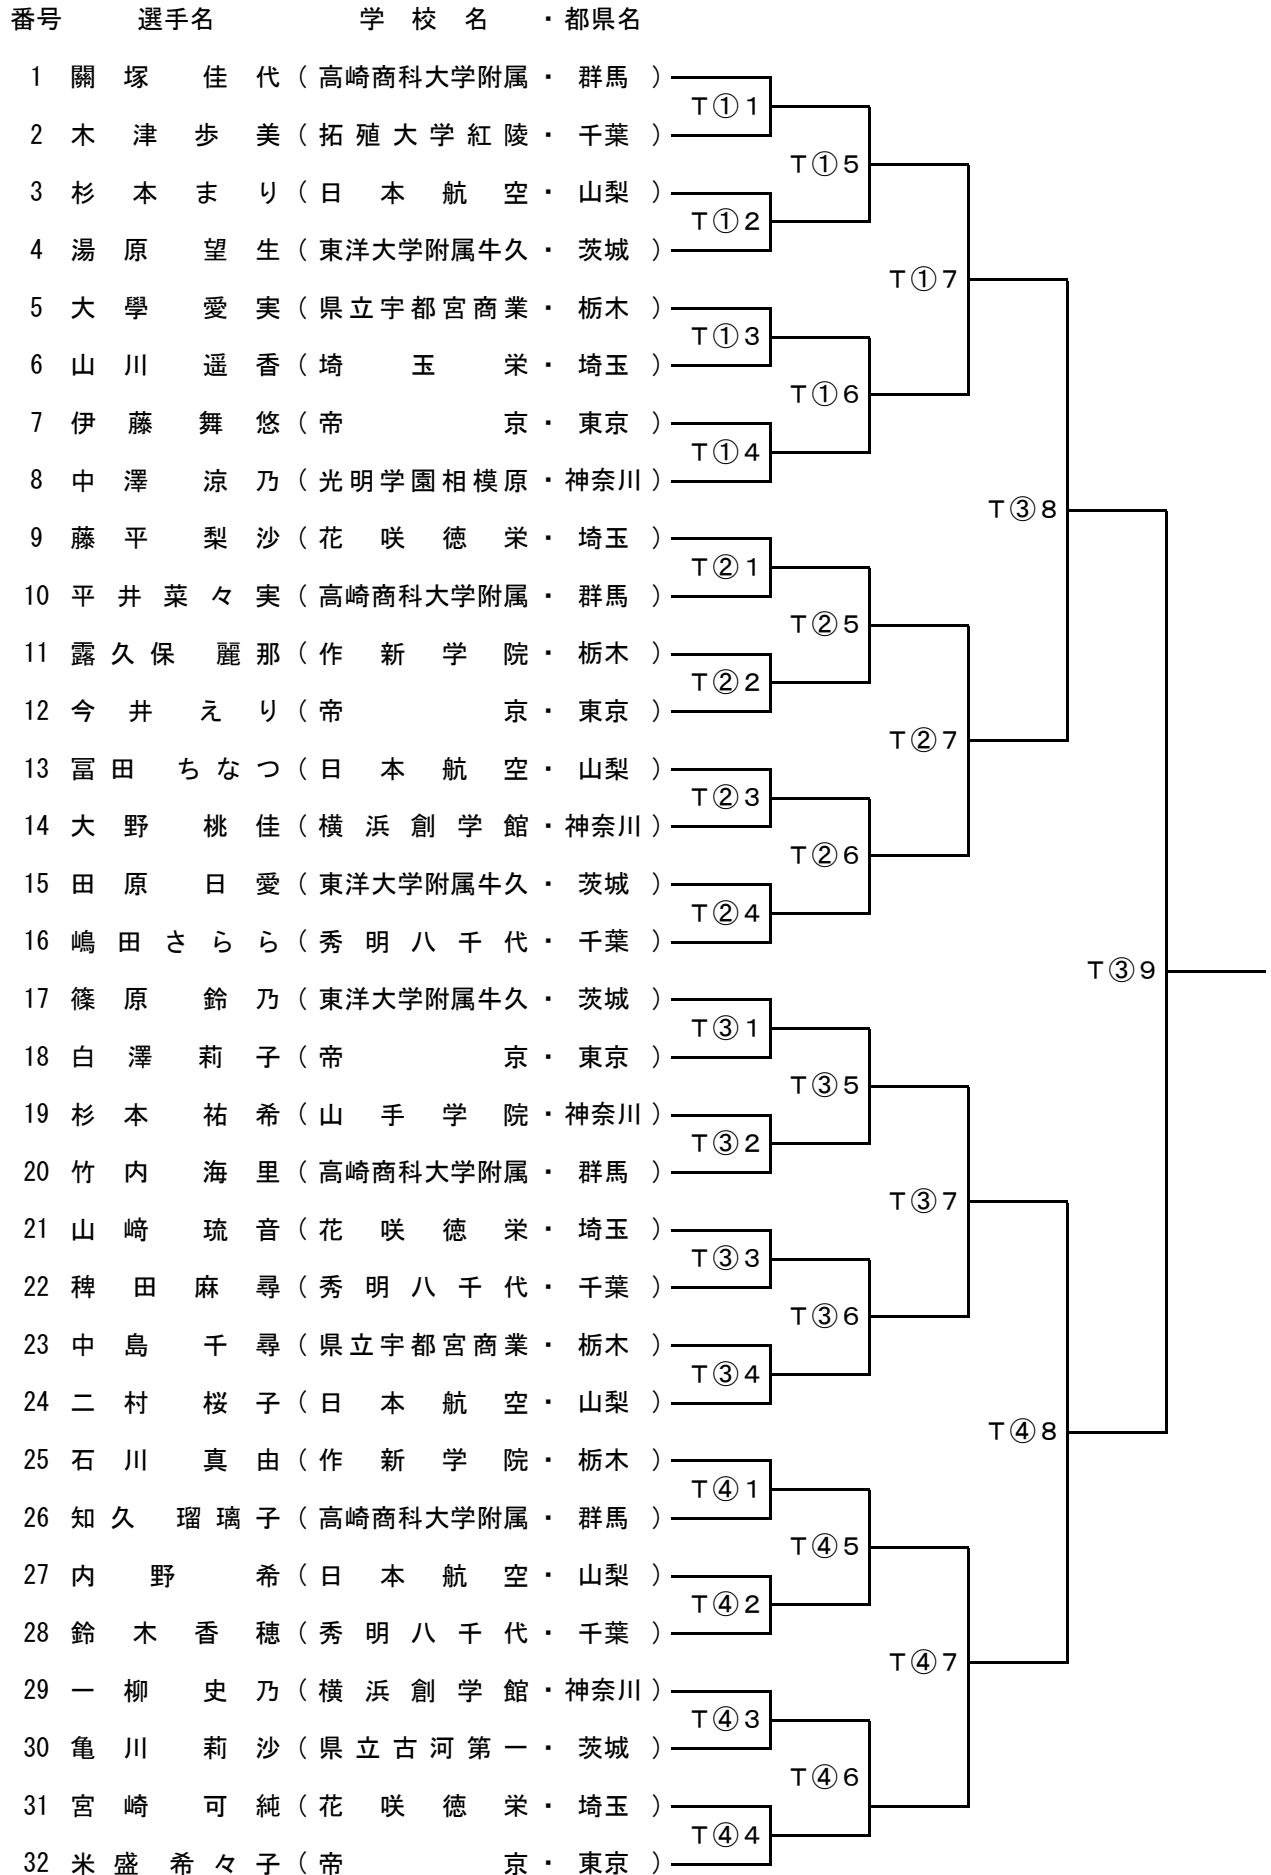 番号 選手名 学校名・都県名
1 關塚佳代（高崎商科大学附属・群馬）
T①1
2 木津歩美（拓殖大学紅陵・千葉）
T①5
3 杉本まり（日本航空・山梨）
T①2
4 湯原望生（東洋大学附属牛久・茨城）
T①7
5 大學愛実（県立宇都宮商業・栃木）
T①3
6 山川遥香（埼玉栄・埼玉）
T①6
7 伊藤舞悠（帝京・東京）
T①4
8 中澤涼乃（光明学園相模原・神奈川）
T③8
9 藤平梨沙（花咲徳栄・埼玉）
T②1
10 平井菜々実（高崎商科大学附属・群馬）
T②5
11 露久保麗那（作新学院・栃木）
T②2
12 今井えり（帝京・東京）
T②7
13 冨田ちなつ（日本航空・山梨）
T②3
14 大野桃佳（横浜創学館・神奈川）
T②6
15 田原日愛（東洋大学附属牛久・茨城）
T②4
16 嶋田さらら（秀明八千代・千葉）
T③9
17 篠原鈴乃（東洋大学附属牛久・茨城）
T③1
18 白澤莉子（帝京・東京）
T③5
19 杉本祐希（山手学院・神奈川）
T③2
20 竹内海里（高崎商科大学附属・群馬）
T③7
21 山﨑琉音（花咲徳栄・埼玉）
T③3
22 稗田麻尋（秀明八千代・千葉）
T③6
23 中島千尋（県立宇都宮商業・栃木）
T③4
24 二村桜子（日本航空・山梨）
T④8
25 石川真由（作新学院・栃木）
T④1
26 知久瑠璃子（高崎商科大学附属・群馬）
T④5
27 内野希（日本航空・山梨）
T④2
28 鈴木香穂（秀明八千代・千葉）
T④7
29 一柳史乃（横浜創学館・神奈川）
T④3
30 亀川莉沙（県立古河第一・茨城）
T④6
31 宮崎可純（花咲徳栄・埼玉）
T④4
32 米盛希々子（帝京・東京）